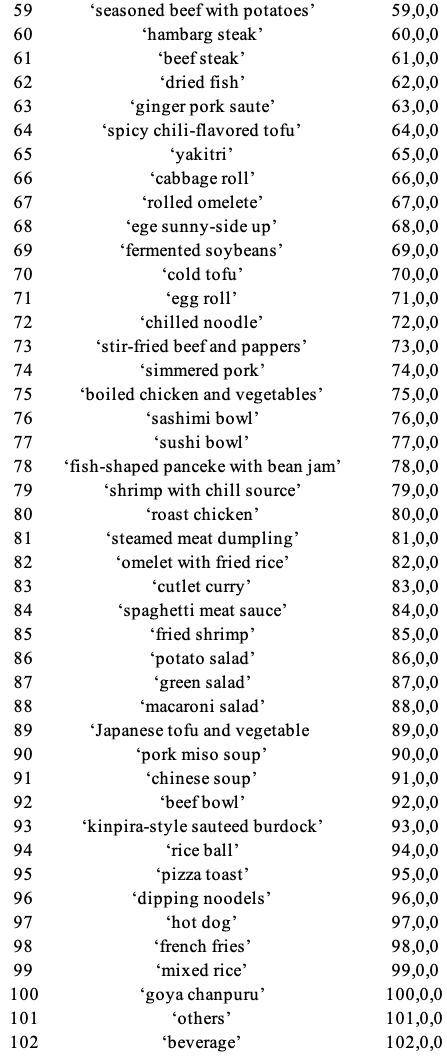 59 ‘seasoned beef with potatoes’ 59,0,0
60 ‘hambarg steak’ 60,0,0
61 ‘beef steak’ 61,0,0
62 ‘dried fish’ 62,0,0
63 ‘ginger pork saute’ 63,0,0
64 ‘spicy chili-flavored tofu’ 64,0,0
65 ‘yakitri’ 65,0,0
66 ‘cabbage roll’ 66,0,0
67 ‘rolled omelete’ 67,0,0
68 ‘ege sunny-side up’ 68,0,0
69 ‘fermented soybeans’ 69,0,0
70 ‘cold tofu’ 70,0,0
71 ‘egg roll’ 71,0,0
72 ‘chilled noodle’ 72,0,0
73 ‘stir-fried beef and pappers’ 73,0,0
74 ‘simmered pork’ 74,0,0
75 ‘boiled chicken and vegetables’ 75,0,0
76 ‘sashimi bowl’ 76,0,0
77 ‘sushi bowl’ 77,0,0
78 ‘fish-shaped panceke with bean jam’ 78,0,0
79 ‘shrimp with chill source’ 79,0,0
80 ‘roast chicken’ 80,0,0
81 ‘steamed meat dumpling’ 81,0,0
82 ‘omelet with fried rice’ 82,0,0
83 ‘cutlet curry’ 83,0,0
84 ‘spaghetti meat sauce’ 84,0,0
85 ‘fried shrimp’ 85,0,0
86 ‘potato salad’ 86,0,0
87 ‘green salad’ 87,0,0
88 ‘macaroni salad’ 88,0,0
89 ‘Japanese tofu and vegetable 89,0,0
90 ‘pork miso soup’ 90,0,0
91 ‘chinese soup’ 91,0,0
92 ‘beef bowl’ 92,0,0
93 ‘kinpira-style sauteed burdock’ 93,0,0
94 ‘rice ball’ 94,0,0
95 ‘pizza toast’ 95,0,0
96 ‘dipping noodels’ 96,0,0
97 ‘hot dog’ 97,0,0
98 ‘french fries’ 98,0,0
99 ‘mixed rice’ 99,0,0
100 ‘goya chanpuru’ 100,0,0
101 ‘others’ 101,0,0
102 ‘beverage’ 102,0,0